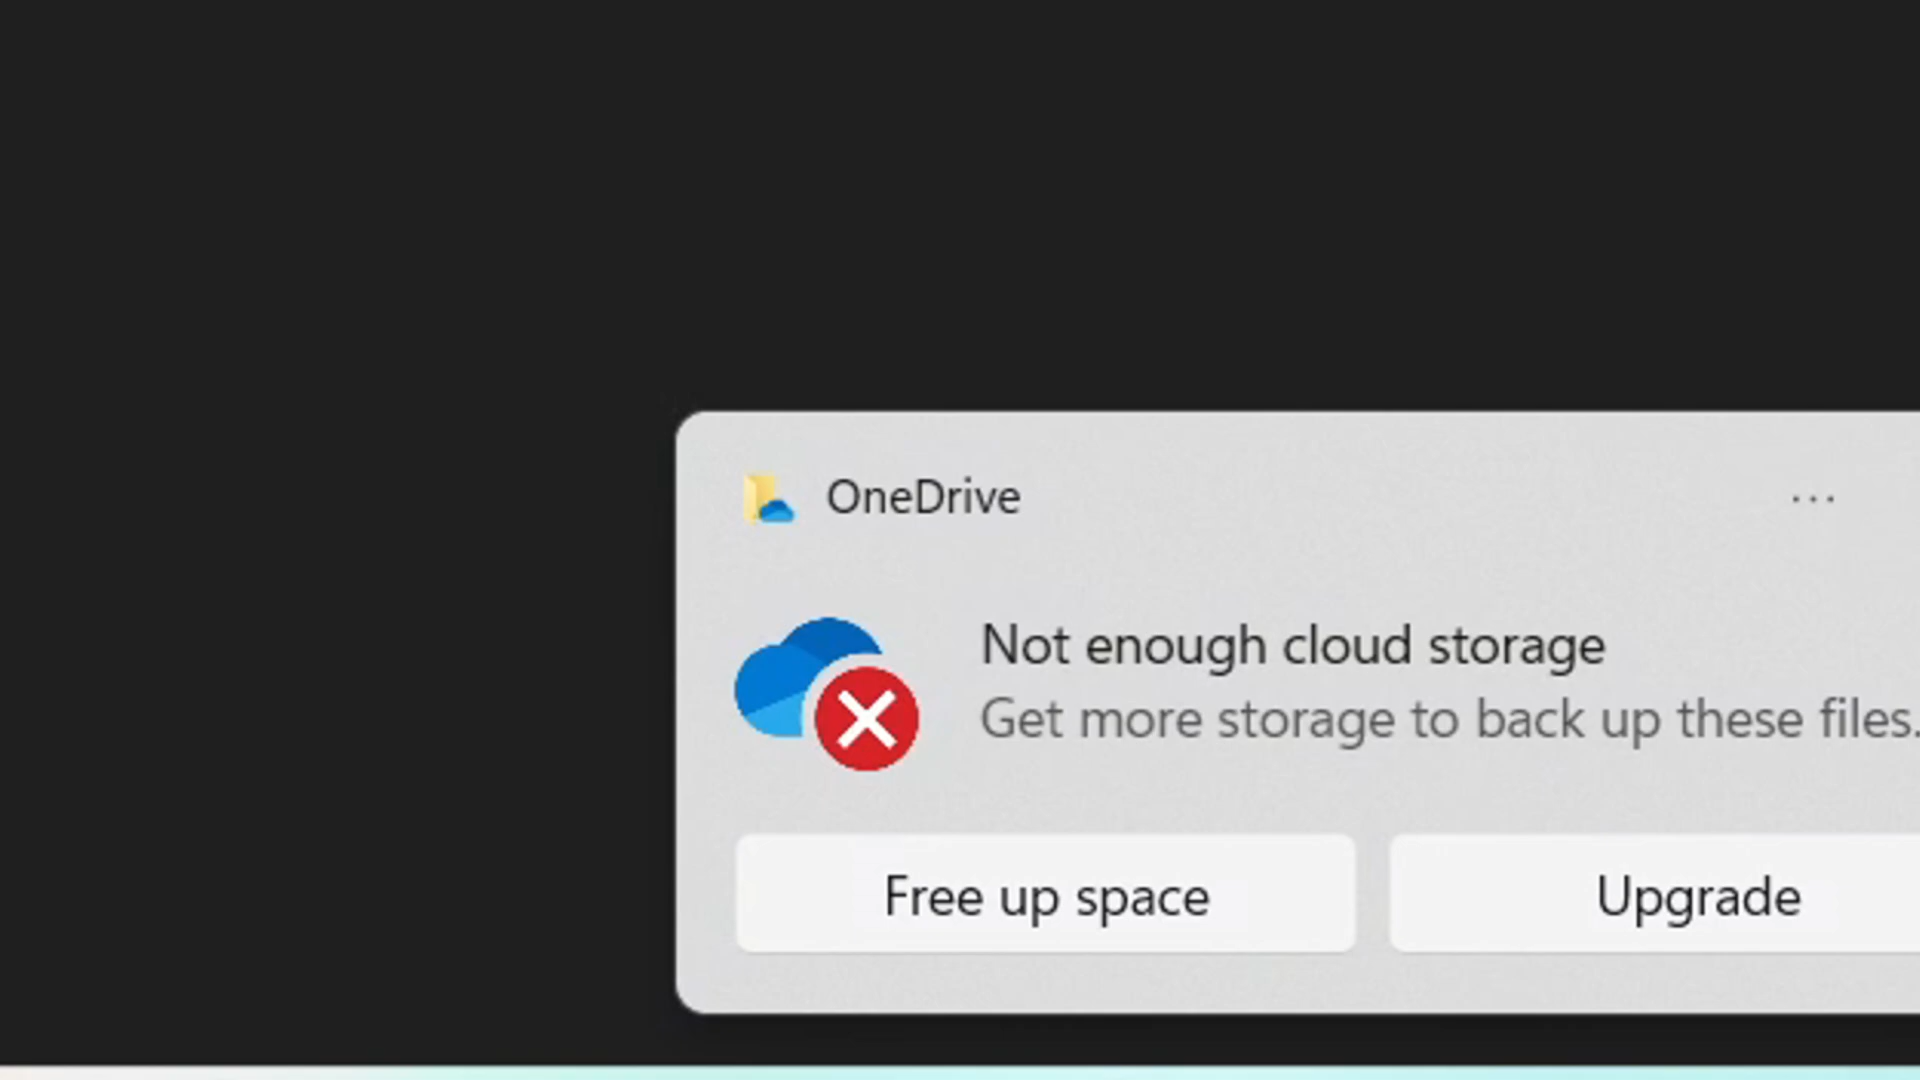 OneDrive
Not enough cloud storage
Get more storage to back up these files.
Free up space
Upgrade